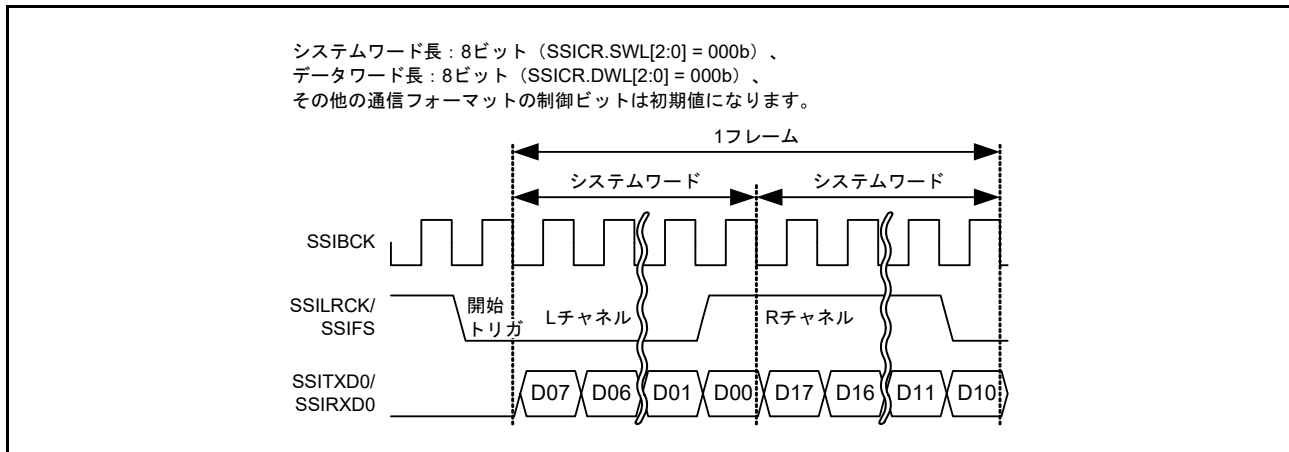 システムワード長：8ビット（SSICR.SWL[2:0] = 000b）、
データワード長：8ビット（SSICR.DWL[2:0] = 000b）、
その他の通信フォーマットの制御ビットは初期値になります。
1フレーム
システムワード システムワード
SSIBCK
SSILRCK/
SSIFS
開始
トリガ
Lチャネル
Rチャネル
SSITXD0/
SSIRXD0
D07 D06 D01 D00 D17 D16 D11 D10